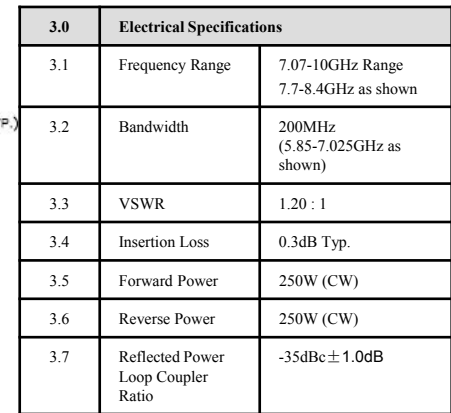 3.0 Electrical Specifications
3.1 Frequency Range 7.07-10GHz Range
7.7-8.4GHz as shown
P.)
3.2 Bandwidth 200MHz
(5.85-7.025GHz as
shown)
3.3 VSWR 1.20 : 1
3.4 Insertion Loss 0.3dB Typ.
3.5 Forward Power 250W (CW)
3.6 Reverse Power 250W (CW)
3.7 Reflected Power -35dBc±1.0dB
Loop Coupler
Ratio